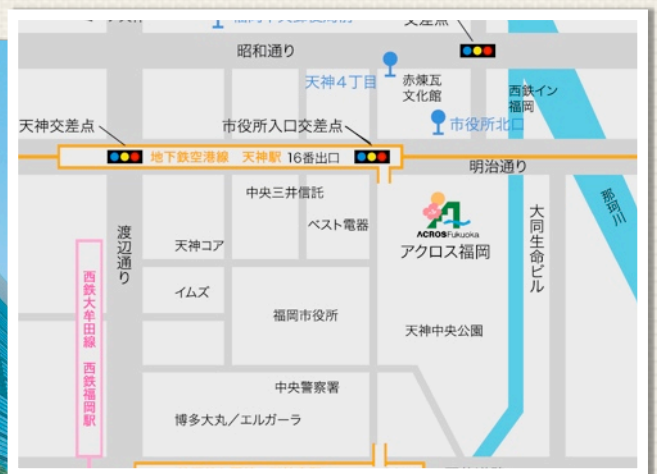 昭和通り
天神4丁目
赤煉瓦
文化館
西鉄イン
福岡
市役所北口
天神交差点
市役所入口交差点
地下鉄空港線 天神駅 16番出口
明治通り
那珂川
中央三井信託
ベスト電器
渡辺通り
天神コア
ACROS Fukuoka
アクロス福岡
大同生命ビル
イムズ
西鉄大牟田線 西鉄福岡駅
福岡市役所
天神中央公園
中央警察署
博多大丸/エルガーラ